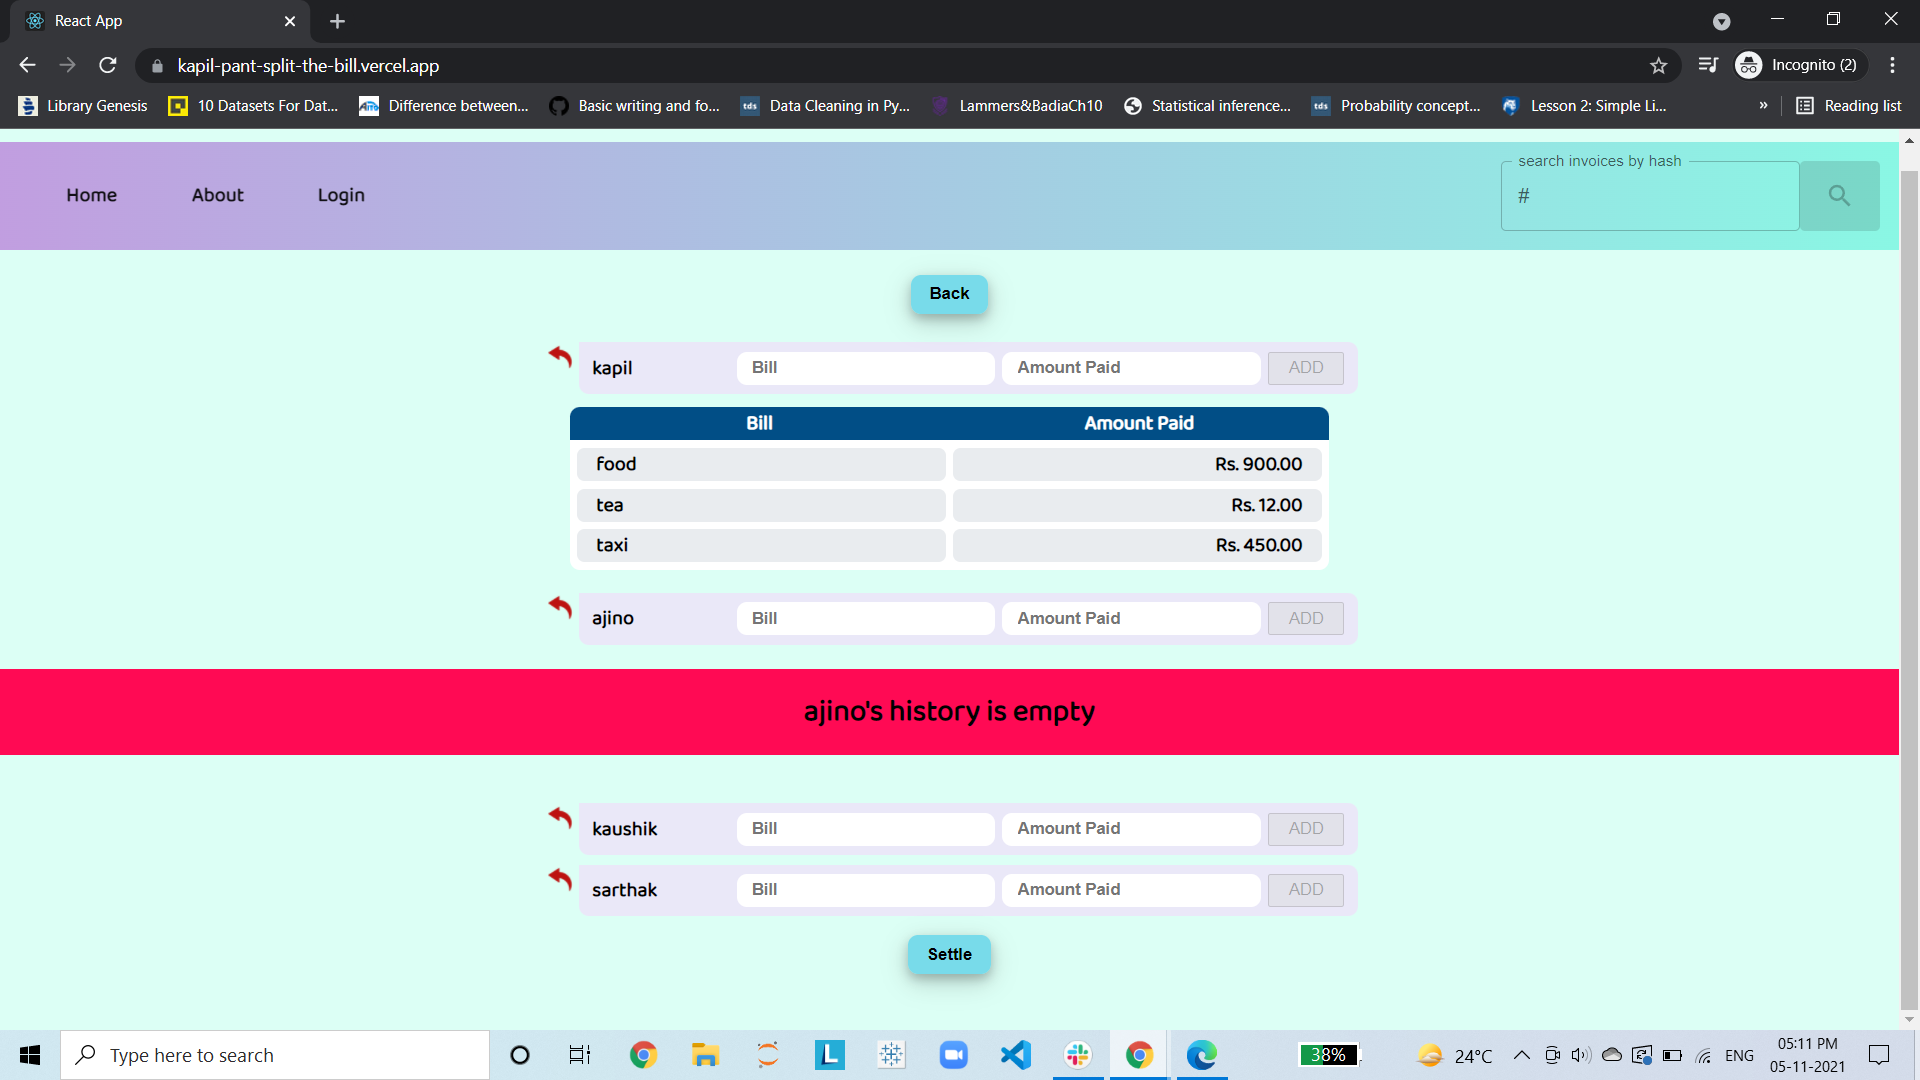 React App
kapil-pant-split-the-bill.vercel.app
Incognito (2)
Library Genesis
10 Datasets For Dat...
Difference between...
Basic writing and fo...
Data Cleaning in Py...
Lammers&BadiaCh10
Statistical inference...
Probability concept...
Lesson 2: Simple Li...
»
Reading list
Home
About
Login
search invoices by hash
#
Back
kapil
Bill
Amount Paid
ADD
Bill
Amount Paid
food
Rs. 900.00
tea
Rs. 12.00
taxi
Rs. 450.00
ajino
Bill
Amount Paid
ADD
ajino's history is empty
kaushik
Bill
Amount Paid
ADD
sarthak
Bill
Amount Paid
ADD
Settle
Type here to search
38%
24°C
ENG
05:11 PM
05-11-2021